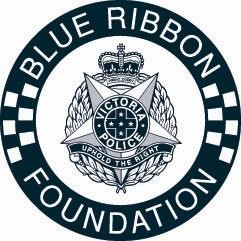 BLUE RIBBON
VICTORIA
POLICE
UPHOLD THE RIGHT
FOUNDATION